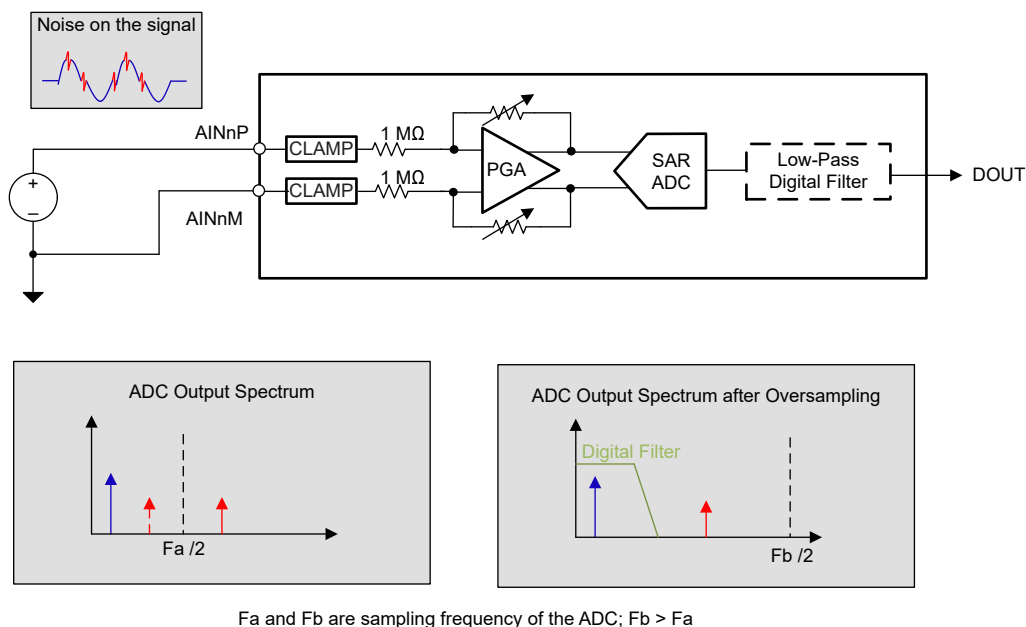 Noise on the signal
AINnP
CLAMP
1 MΩ
PGA
SAR
ADC
Low-Pass
Digital Filter
DOUT
CLAMP
1 MΩ
AINnM
+
–
ADC Output Spectrum
Fa /2
ADC Output Spectrum after Oversampling
Digital Filter
Fb /2
Fa and Fb are sampling frequency of the ADC; Fb > Fa